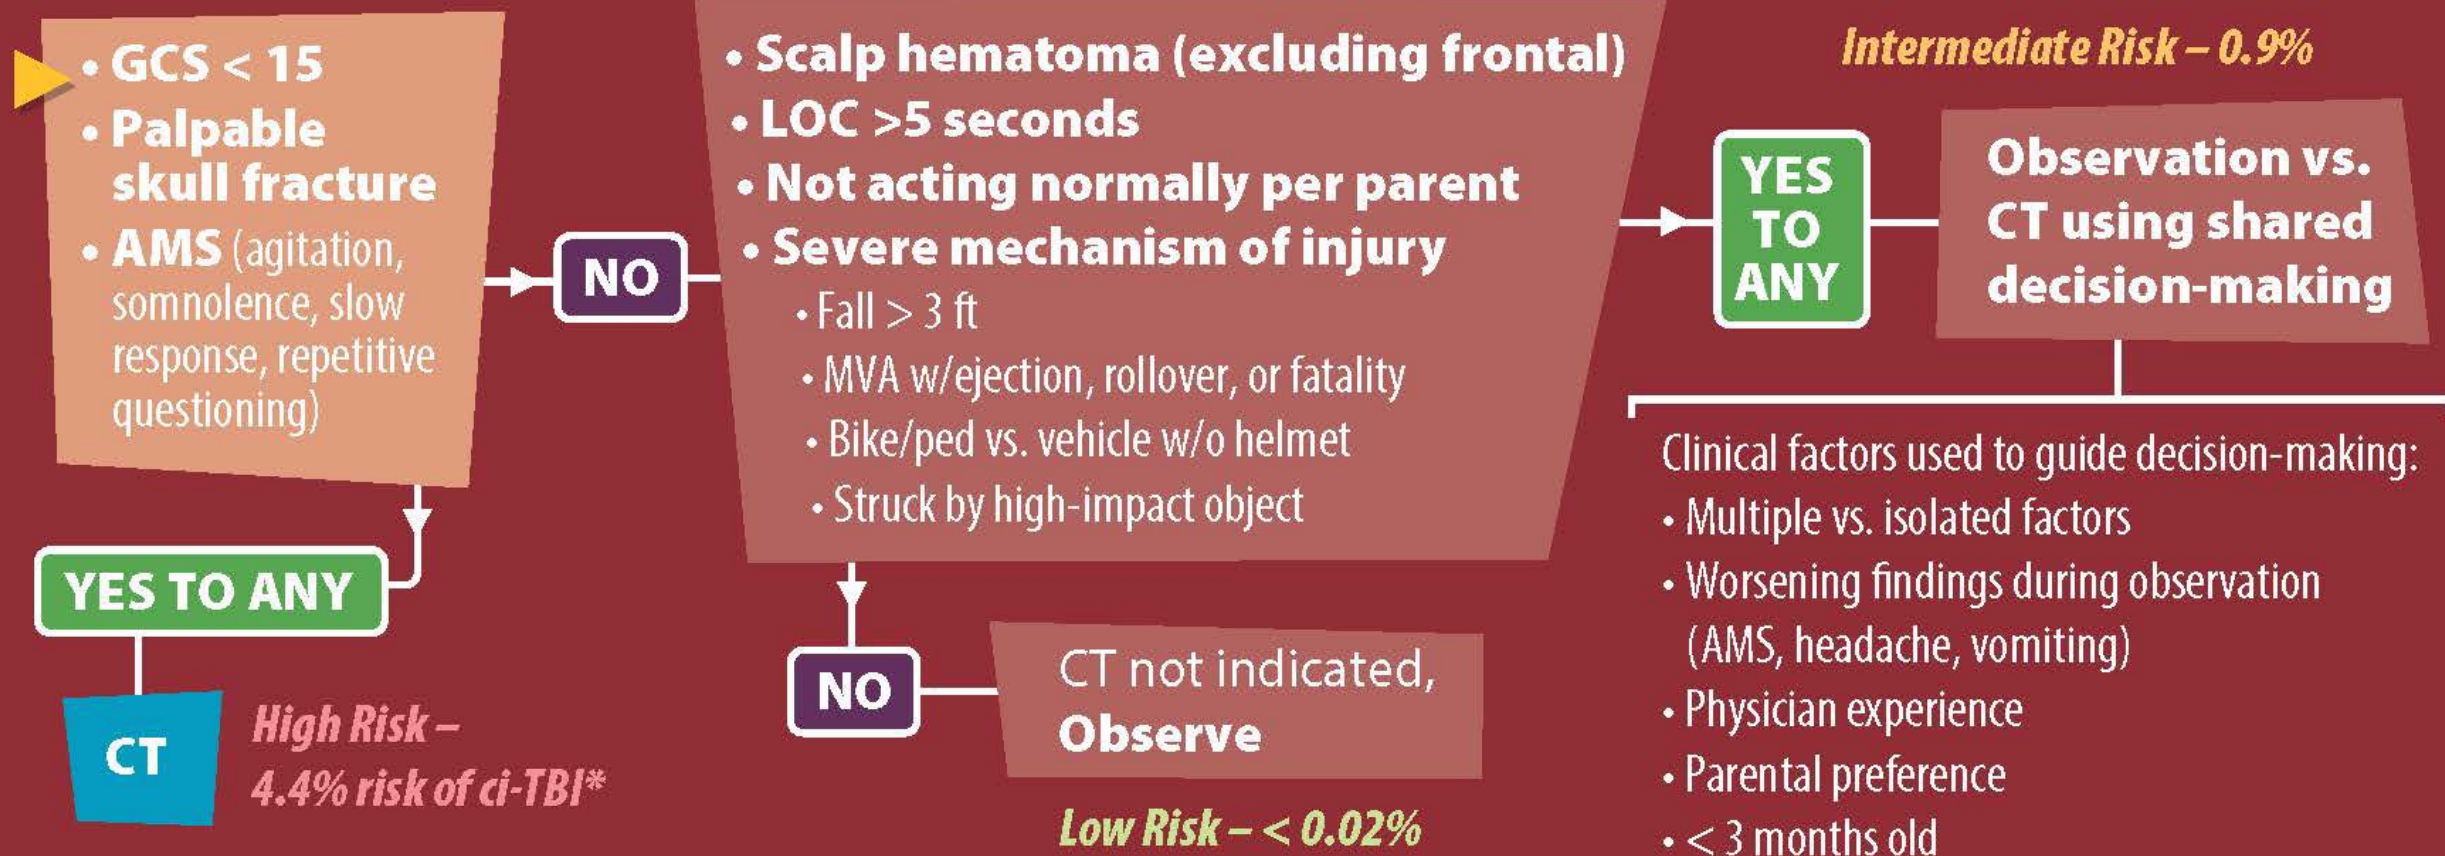 • GCS < 15
• Palpable
skull fracture
• AMS (agitation,
somnolence, slow
response, repetitive
questioning)
YES TO ANY
CT
High Risk –
4.4% risk of ci-TBI*
NO
• Scalp hematoma (excluding frontal)
• LOC >5 seconds
• Not acting normally per parent
• Severe mechanism of injury
• Fall > 3 ft
• MVA w/ejection, rollover, or fatality
• Bike/ped vs. vehicle w/o helmet
• Struck by high-impact object
NO
CT not indicated,
Observe
Low Risk – < 0.02%
Intermediate Risk – 0.9%
YES
TO
ANY
Observation vs.
CT using shared
decision-making
Clinical factors used to guide decision-making:
• Multiple vs. isolated factors
• Worsening findings during observation
(AMS, headache, vomiting)
• Physician experience
• Parental preference
• < 3 months old